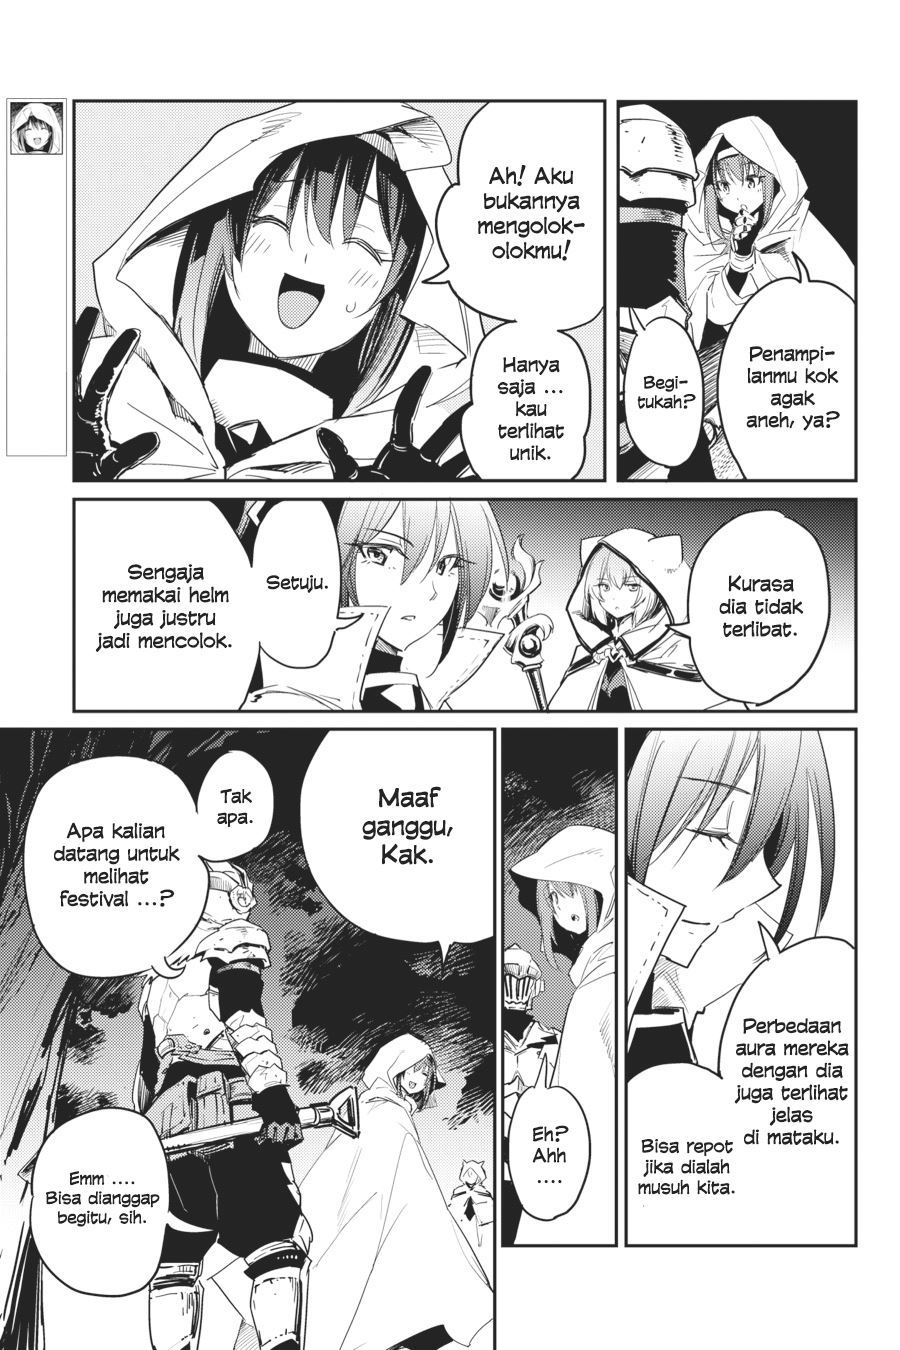 Penampi-
lanmu kok
agak
aneh, ya?
Begi-
tukah?
Ah! Aku
bukannya
mengolok-
olokmu!
Hanya
saja ...
kau
terlihat
unik.
Kurasa
dia tidak
terlibat.
Setuju.
Sengaja
memakai helm
juga justru
jadi mencolok.
Perbedaan
aura mereka
dengan dia
juga terlihat
jelas
di mataku.
Bisa repot
jika dialah
musuh kita.
Eh?
Ahh
....
Maaf
ganggu,
Kak.
Tak
apa.
Apa kalian
datang untuk
melihat
festival ...?
Emm ....
Bisa dianggap
begitu, sih.